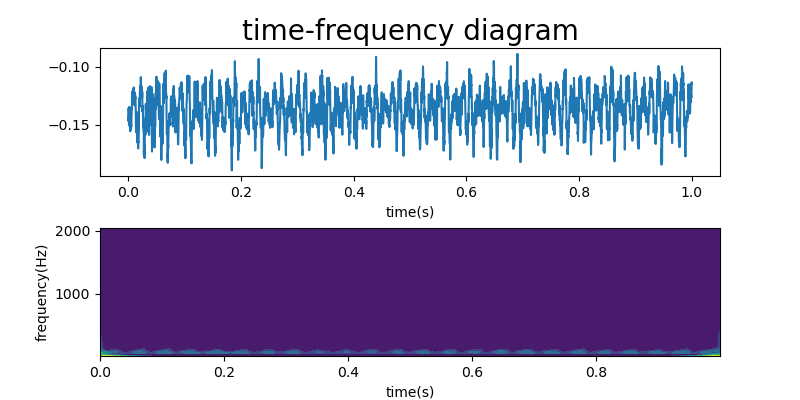 time-frequency diagram
−0.10
−0.15
0.0 0.2 0.4 0.6 0.8 1.0
time(s)
2000
1000
frequency(Hz)
0.0 0.2 0.4 0.6 0.8
time(s)